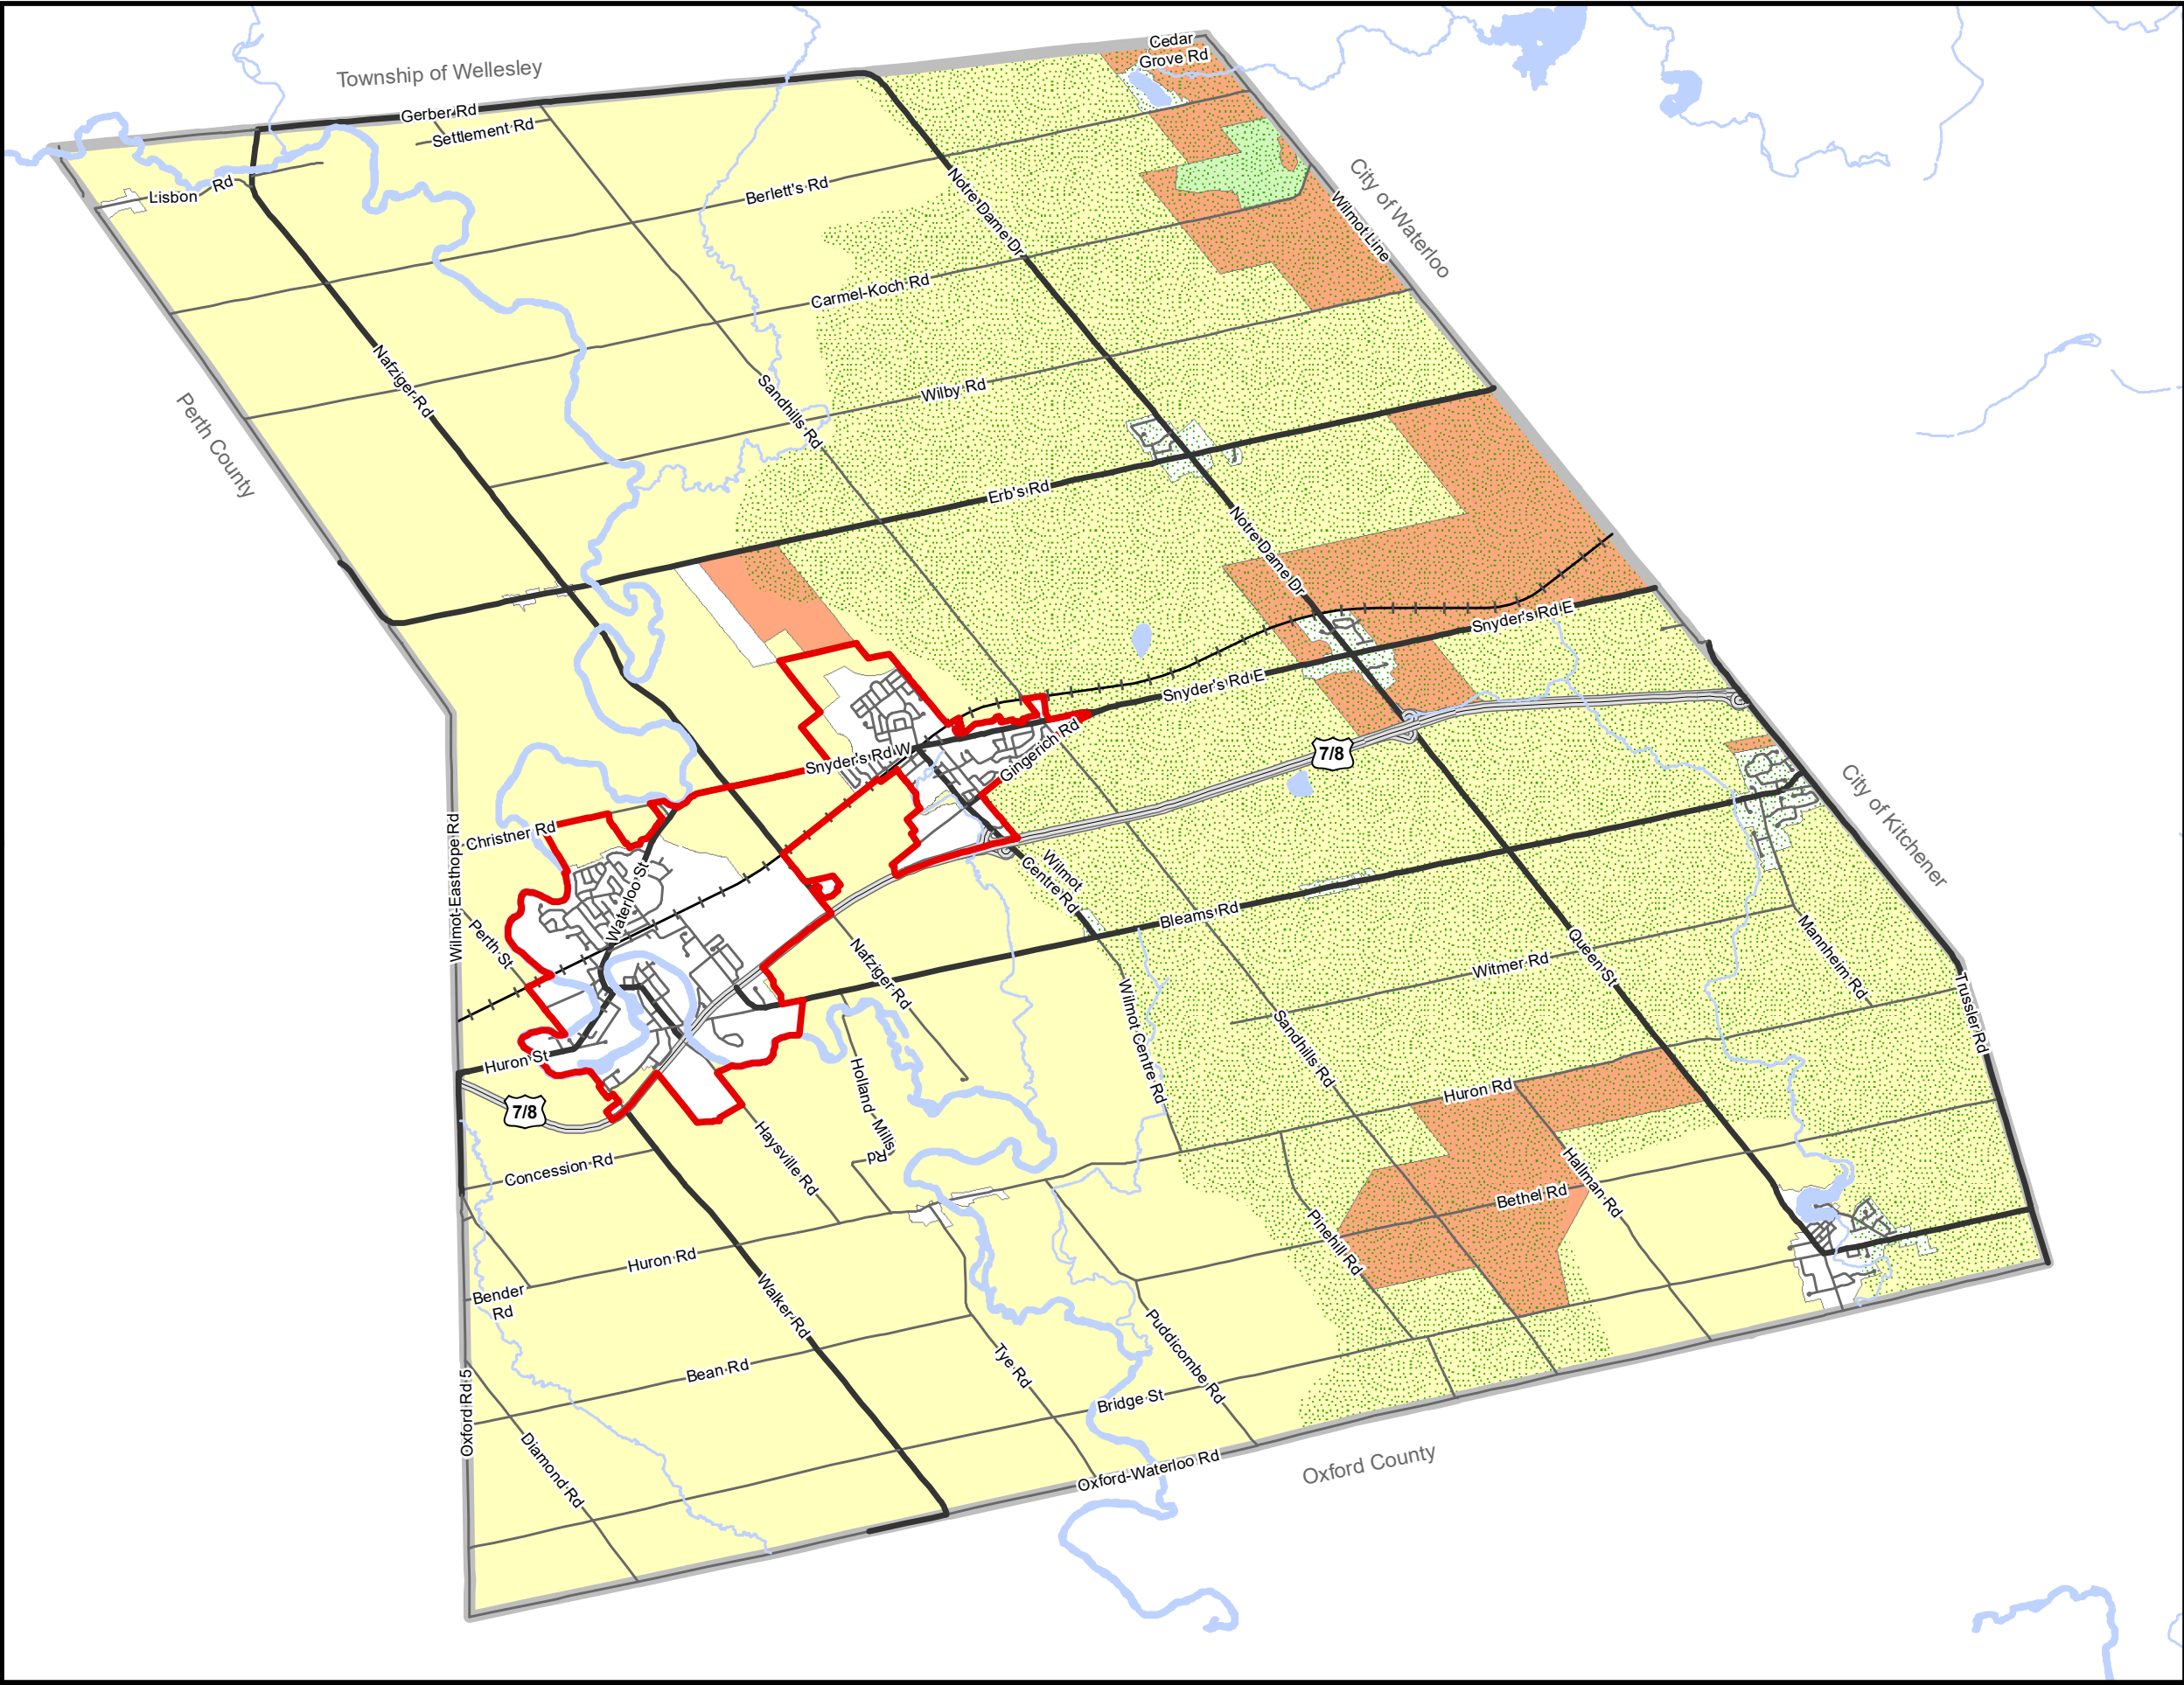 Cedar
Grove Rd
Township of Wellesley
Gerber Rd
Settlement Rd
Lisbon Rd
Berlett's Rd
Notre Dame Dr
City of Waterloo
Wilmot Line
Carmel-Koch Rd
Nafziger Rd
Sandhills Rd
Wilby Rd
Perth County
Erb's Rd
Notre Dame Dr
Snyder's Rd E
Snyder's Rd E
Snyder's Rd W
Gingerich Rd
7/8
City of Kitchener
Christner Rd
Wilmot-Easthope Rd
Waterloo St
Wilmot
Centre Rd
Bleams Rd
Perth St
Nafziger Rd
Queen St
Witmer Rd
Mannheim Rd
Trussler Rd
Wilmot Centre Rd
Sandhills Rd
Huron St
7/8
Holland Mills
Rd
Huron Rd
Haysville Rd
Concession Rd
Hallman Rd
Bethel Rd
Pinehill Rd
Huron Rd
Bender
Rd
Walker Rd
Puddicombe Rd
Tye Rd
Bean Rd
Bridge St
Oxford Rd 5
Diamond Rd
Oxford-Waterloo Rd
Oxford County